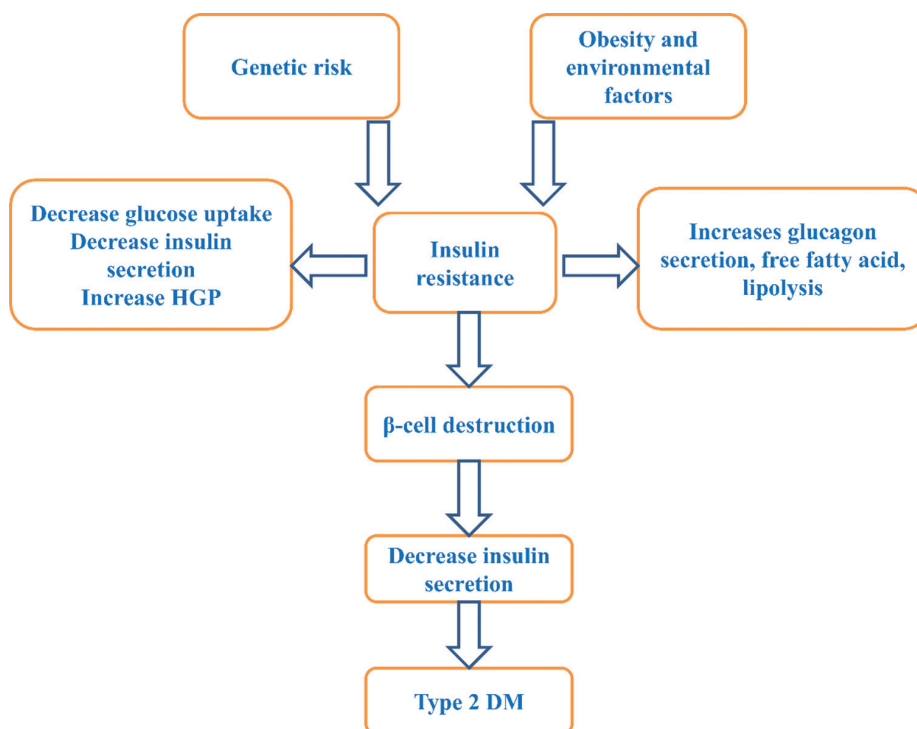 Genetic risk
Obesity and
environmental
factors
Decrease glucose uptake
Decrease insulin
secretion
Increase HGP
Insulin
resistance
Increases glucagon
secretion, free fatty acid,
lipolysis
β-cell destruction
Decrease insulin
secretion
Type 2 DM